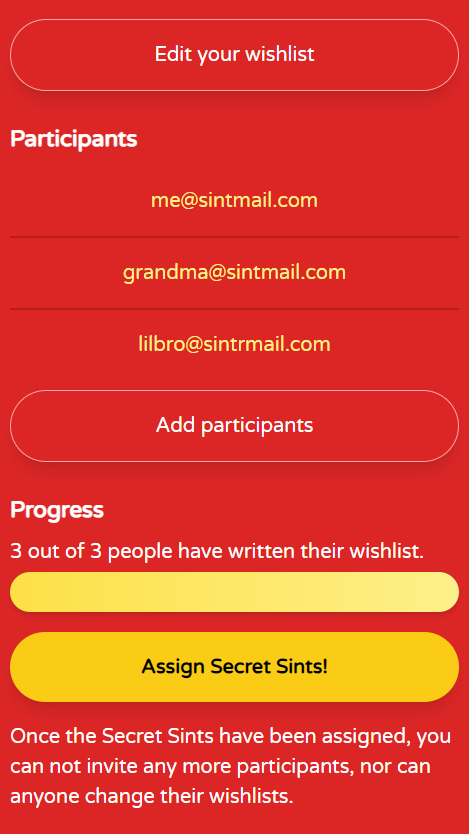 Edit your wishlist
Participants
me@sintmail.com
grandma@sintmail.com
lilbro@sintrmail.com
Add participants
Progress
3 out of 3 people have written their wishlist.
Assign Secret Sints!
Once the Secret Sints have been assigned, you
can not invite any more participants, nor can
anyone change their wishlists.